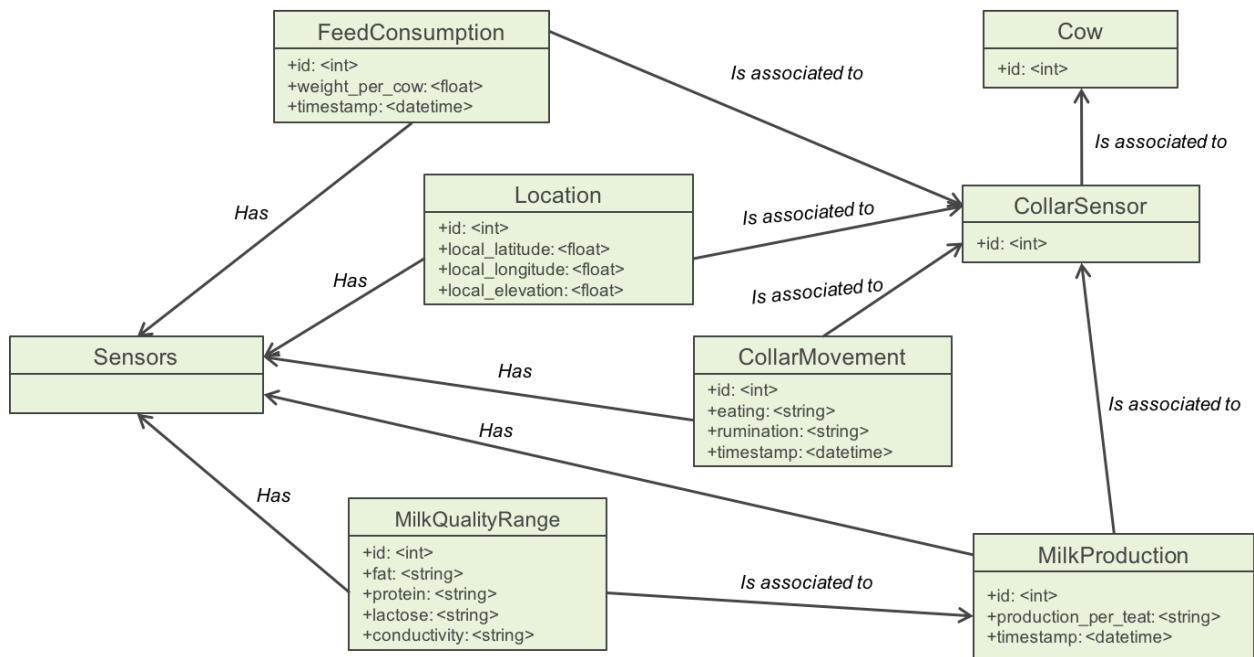 FeedConsumption
+id: <int>
+weight_per_cow: <float>
+timestamp: <datetime>
Cow
+id: <int>
Is associated to
Is associated to
Has
Location
+id: <int>
+local_latitude: <float>
+local_longitude: <float>
+local_elevation: <float>
Is associated to
CollarSensor
+id: <int>
Has
Is associated to
Sensors
CollarMovement
+id: <int>
+eating: <string>
+rumination: <string>
+timestamp: <datetime>
Has
Has
Is associated to
Has
MilkQualityRange
+id: <int>
+fat: <string>
+protein: <string>
+lactose: <string>
+conductivity: <string>
Is associated to
MilkProduction
+id: <int>
+production_per_teat: <string>
+timestamp: <datetime>